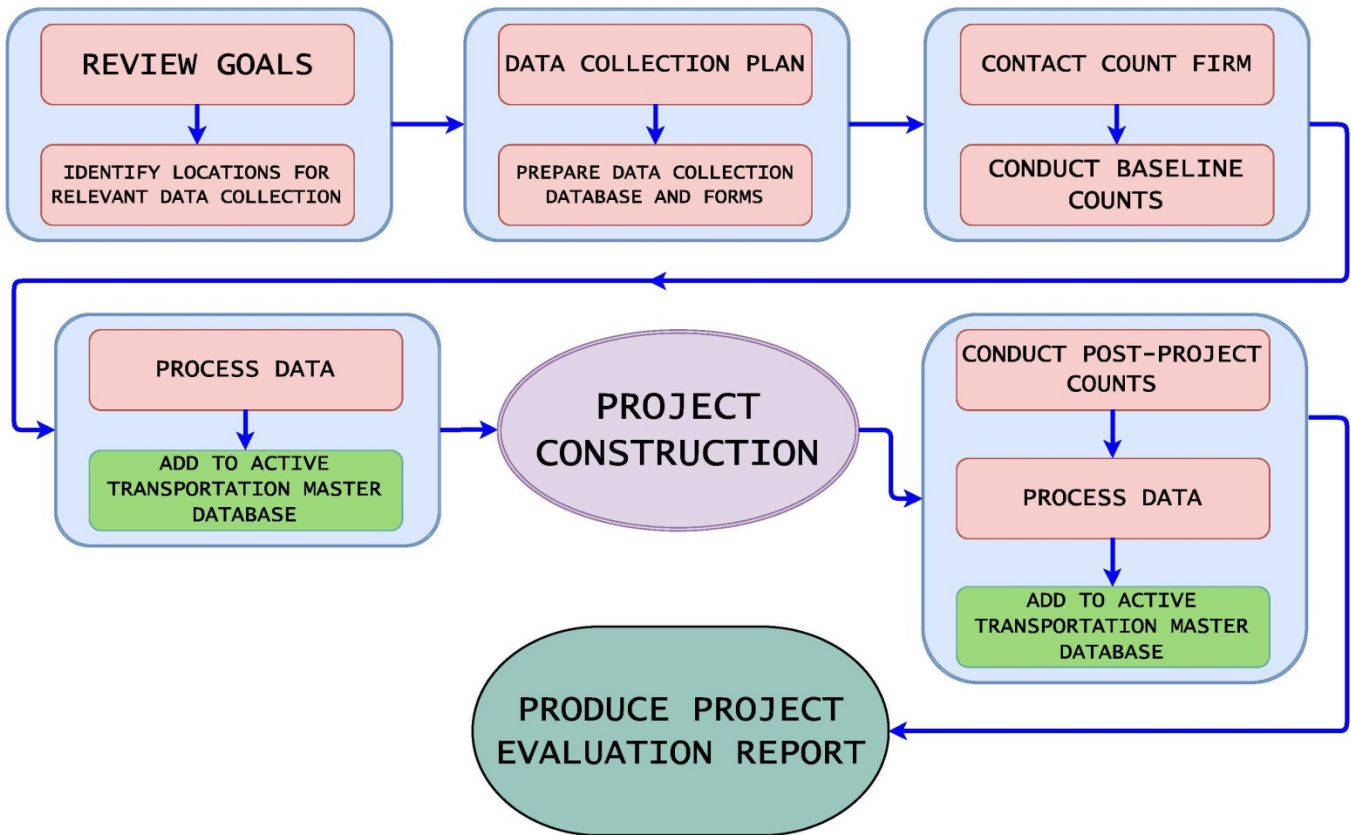 REVIEW GOALS
IDENTIFY LOCATIONS FOR
RELEVANT DATA COLLECTION
DATA COLLECTION PLAN
PREPARE DATA COLLECTION
DATABASE AND FORMS
CONTACT COUNT FIRM
CONDUCT BASELINE
COUNTS
PROCESS DATA
ADD TO ACTIVE
TRANSPORTATION MASTER
DATABASE
PROJECT
CONSTRUCTION
CONDUCT POST-PROJECT
COUNTS
PROCESS DATA
ADD TO ACTIVE
TRANSPORTATION MASTER
DATABASE
PRODUCE PROJECT
EVALUATION REPORT